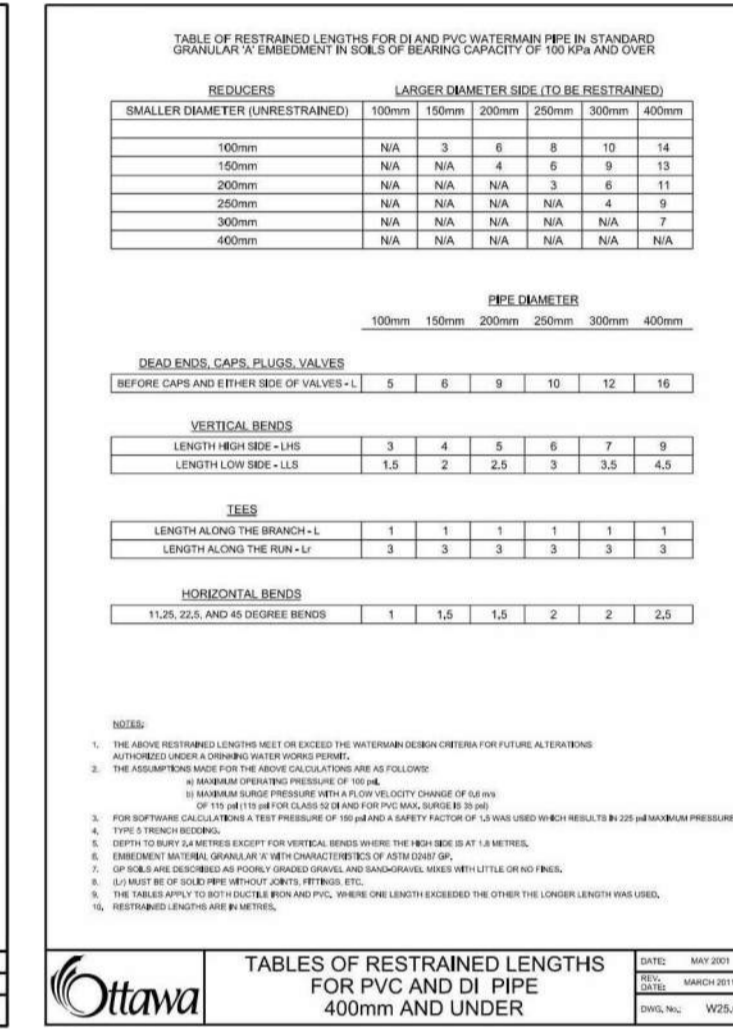 TABLE OF RESTRAINED LENGTHS FOR DI AND PVC WATERMAIN PIPE IN STANDARD
GRANULAR 'A' EMBEDMENT IN SOILS OF BEARING CAPACITY OF 100 KPa AND OVER
REDUCERS LARGER DIAMETER SIDE (TO BE RESTRAINED)
SMALLER DIAMETER (UNRESTRAINED) 100mm 150mm 200mm 250mm 300mm 400mm
100mm N/A 3 6 8 10 14
150mm N/A N/A 4 6 9 13
200mm N/A N/A N/A 3 6 11
250mm N/A N/A N/A N/A 4 9
300mm N/A N/A N/A N/A N/A 7
400mm N/A N/A N/A N/A N/A N/A
PIPE DIAMETER
100mm 150mm 200mm 250mm 300mm 400mm
DEAD ENDS, CAPS, PLUGS, VALVES
BEFORE CAPS AND EITHER SIDE OF VALVES - L 5 6 9 10 12 16
VERTICAL BENDS
LENGTH HIGH SIDE - LHS 3 4 5 6 7 9
LENGTH LOW SIDE - LLS 1.5 2 2.5 3 3.5 4.5
TEES
LENGTH ALONG THE BRANCH - L 1 1 1 1 1 1
LENGTH ALONG THE RUN - Lr 3 3 3 3 3 3
HORIZONTAL BENDS
11.25, 22.5, AND 45 DEGREE BENDS 1 1.5 1.5 2 2 2.5
NOTES:
1. THE ABOVE RESTRAINED LENGTHS MEET OR EXCEED THE WATERMAIN DESIGN CRITERIA FOR FUTURE ALTERATIONS
AUTHORIZED UNDER A DRINKING WATER WORKS PERMIT.
2. THE ASSUMPTIONS MADE FOR THE ABOVE CALCULATIONS ARE AS FOLLOWS:
a) MAXIMUM OPERATING PRESSURE OF 100 psi.
b) MAXIMUM SURGE PRESSURE WITH A FLOW VELOCITY CHANGE OF 0.6 m/s
OF 115 psi (115 psi FOR CLASS 52 DI AND FOR PVC MAX. SURGE IS 35 psi)
3. FOR SOFTWARE CALCULATIONS A TEST PRESSURE OF 150 psi AND A SAFETY FACTOR OF 1.5 WAS USED WHICH RESULTS IN 225 psi MAXIMUM PRESSURE
4. TYPE 5 TRENCH BEDDING.
5. DEPTH TO BURY 2.4 METRES EXCEPT FOR VERTICAL BENDS WHERE THE HIGH SIDE IS AT 1.8 METRES.
6. EMBEDMENT MATERIAL GRANULAR 'A' WITH CHARACTERISTICS OF ASTM D2487 GP.
7. GP SOILS ARE DESCRIBED AS POORLY GRADED GRAVEL AND SAND-GRAVEL MIXES WITH LITTLE OR NO FINES.
8. (Lr) MUST BE OF SOLID PIPE WITHOUT JOINTS, FITTINGS, ETC.
9. THE TABLES APPLY TO BOTH DUCTILE IRON AND PVC. WHERE ONE LENGTH EXCEEDED THE OTHER THE LONGER LENGTH WAS USED.
10. RESTRAINED LENGTHS ARE IN METRES.
Ottawa
TABLES OF RESTRAINED LENGTHS
FOR PVC AND DI PIPE
400mm AND UNDER
DATE: MAY 2001
REV. DATE: MARCH 2011
DWG. No.: W25.